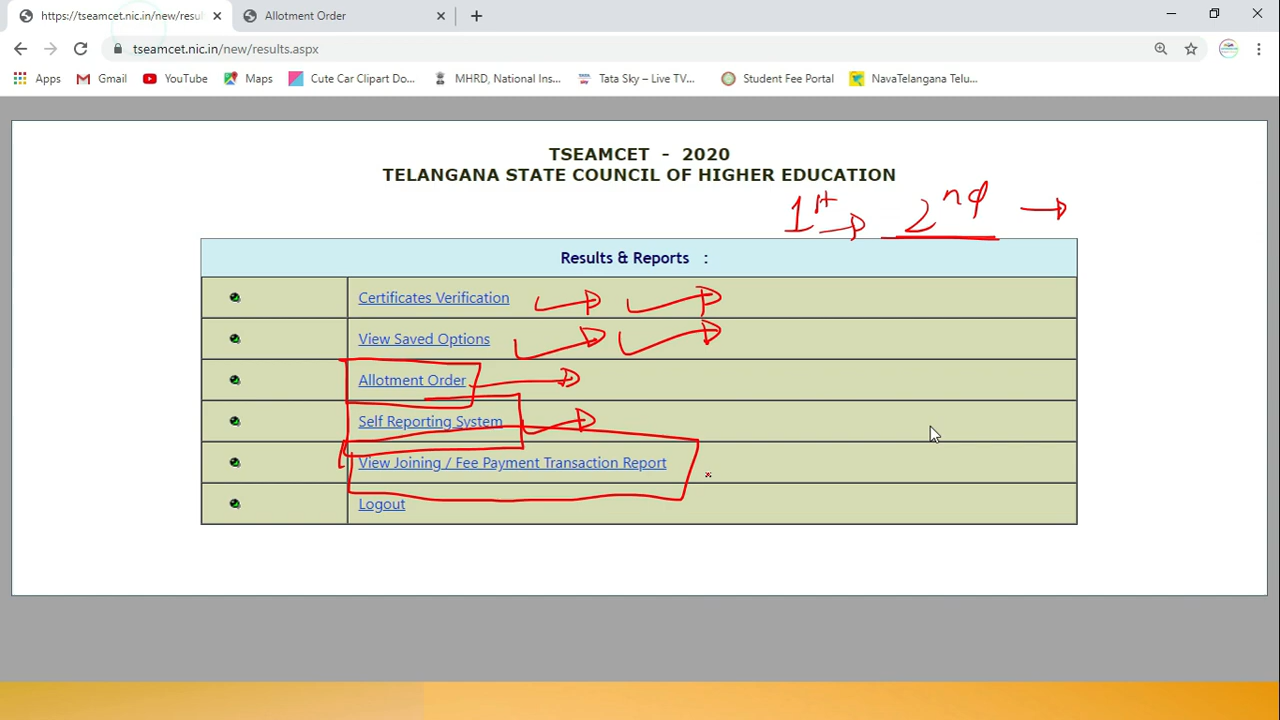 https://tseamcet.nic.in/new/resul
Allotment Order
tseamcet.nic.in/new/results.aspx
Apps
Gmail
YouTube
Maps
Cute Car Clipart Do...
MHRD, National Ins...
Tata Sky – Live TV...
Student Fee Portal
NavaTelangana Telu...
TSEAMCET - 2020
TELANGANA STATE COUNCIL OF HIGHER EDUCATION
1st → 2nd →
Results & Reports :
Certificates Verification
View Saved Options
Allotment Order
Self Reporting System
View Joining / Fee Payment Transaction Report
Logout